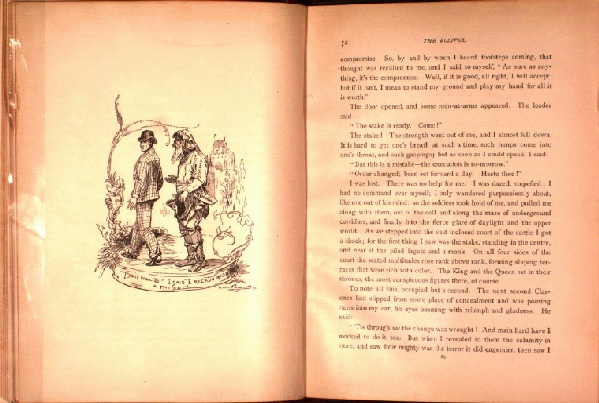 70
THE ECLIPSE.
compromise. So, by and by when I heard footsteps coming, that
thought was recalled to me, and I said to myself, "As sure as any-
thing, it's the compromise. Well, if it is good, all right, I will accept;
but if it isn't, I mean to stand my ground and play my hand for all it
is worth."
The door opened, and some men-at-arms appeared. The leader
said
"The stake is ready. Come!"
The stake! The strength went out of me, and I almost fell down.
It is hard to get one's breath at such a time, such lumps come into
one's throat, and such gaspings; but as soon as I could speak, I said:
"But this is a mistake—the execution is to-morrow."
"Order changed; been set forward a day. Haste thee!"
I was lost. There was no help for me. I was dazed, stupefied; I
had no command over myself; I only wandered purposelessly about,
like one out of his mind; so the soldiers took hold of me, and pulled me
along with them, out of the cell and along the maze of underground
corridors, and finally into the fierce glare of daylight and the upper
world. As we stepped into the vast inclosed court of the castle I got
a shock; for the first thing I saw was the stake, standing in the centre,
and near it the piled fagots and a monk. On all four sides of the
court the seated multitudes rose rank above rank, forming sloping ter-
races that were rich with color. The King and the Queen sat in their
thrones, the most conspicuous figures there, of course.
To note all this, occupied but a second. The next second Clar-
ence had slipped from some place of concealment and was pouring
news into my ear, his eyes beaming with triumph and gladness. He
said:
"'Tis through me the change was wrought! And main hard have I
worked to do it, too. But when I revealed to them the calamity in
store, and saw how mighty was the terror it did engender, then saw I